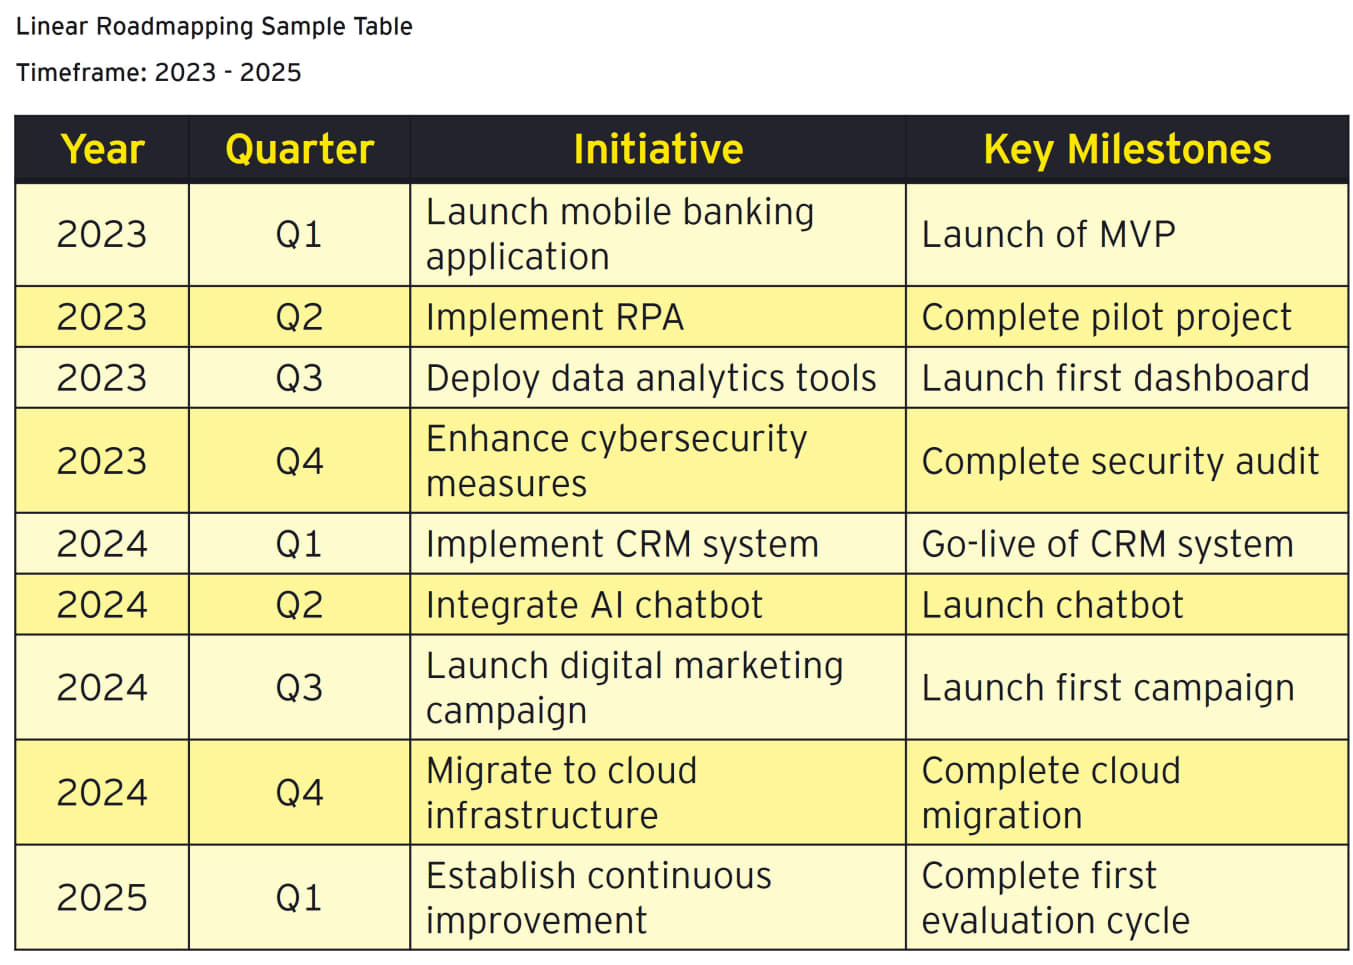 Linear Roadmapping Sample Table
Timeframe: 2023 - 2025
Year Quarter Initiative Key Milestones
2023 Q1 Launch mobile banking
application Launch of MVP
2023 Q2 Implement RPA Complete pilot project
2023 Q3 Deploy data analytics tools Launch first dashboard
2023 Q4 Enhance cybersecurity
measures Complete security audit
2024 Q1 Implement CRM system Go-live of CRM system
2024 Q2 Integrate AI chatbot Launch chatbot
2024 Q3 Launch digital marketing
campaign Launch first campaign
2024 Q4 Migrate to cloud
infrastructure Complete cloud
migration
2025 Q1 Establish continuous
improvement Complete first
evaluation cycle